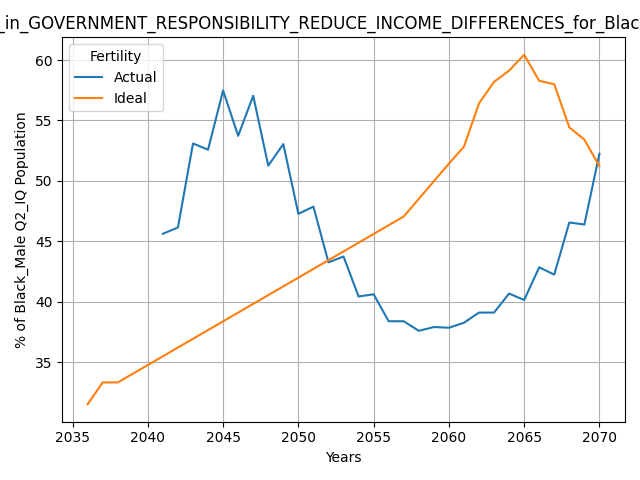 _in_GOVERNMENT_RESPONSIBILITY_REDUCE_INCOME_DIFFERENCES_for_Blac
Fertility
Actual
Ideal
60
55
50
45
40
35
% of Black_Male Q2_IQ Population
2035 2040 2045 2050 2055 2060 2065 2070
Years